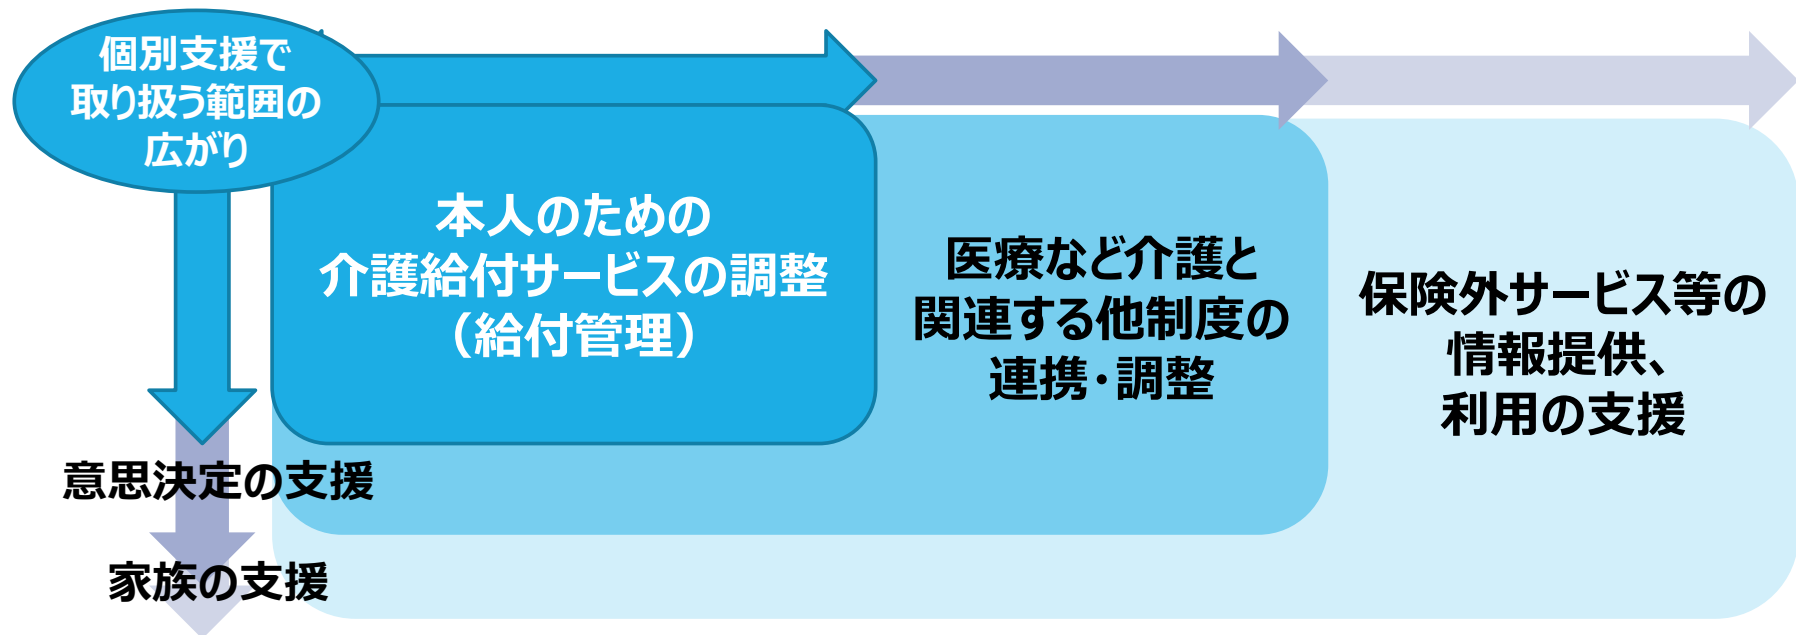 個別支援で
取り扱う範囲の
広がり
本人のための
介護給付サービスの調整
（給付管理）
医療など介護と
関連する他制度の
連携・調整
保険外サービス等の
情報提供、
利用の支援
意思決定の支援
家族の支援